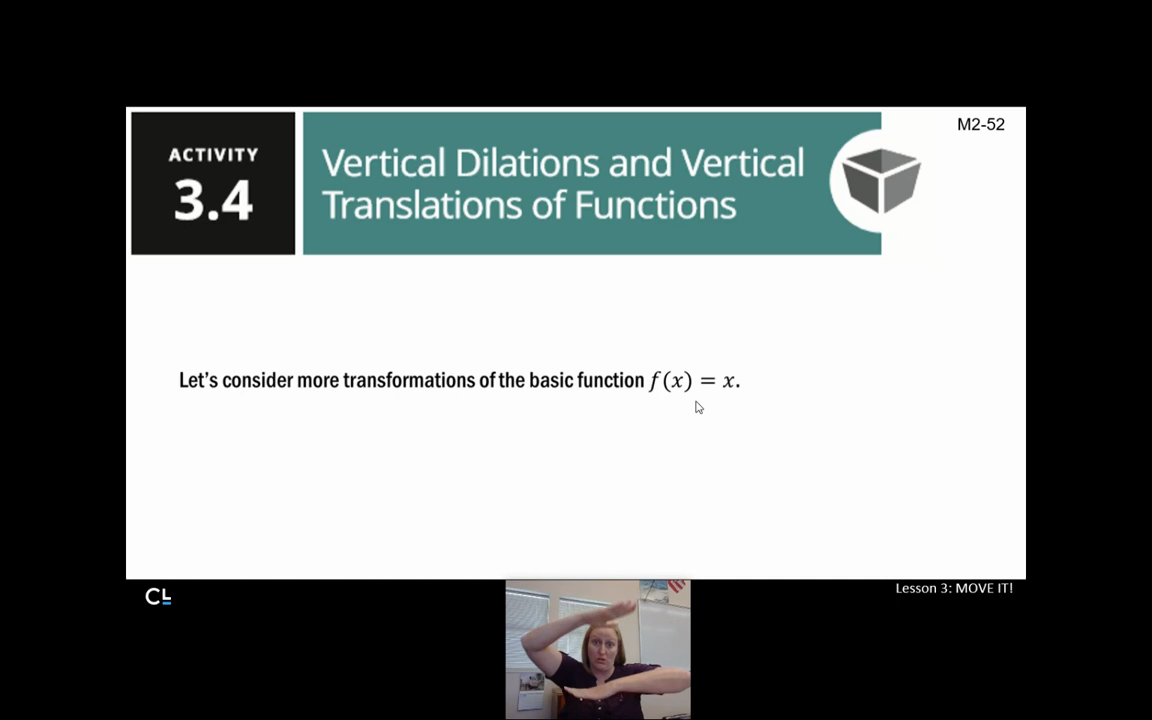 M2-52
ACTIVITY
3.4
Vertical Dilations and Vertical
Translations of Functions
Let's consider more transformations of the basic function f(x) = x.
CL
Lesson 3: MOVE IT!